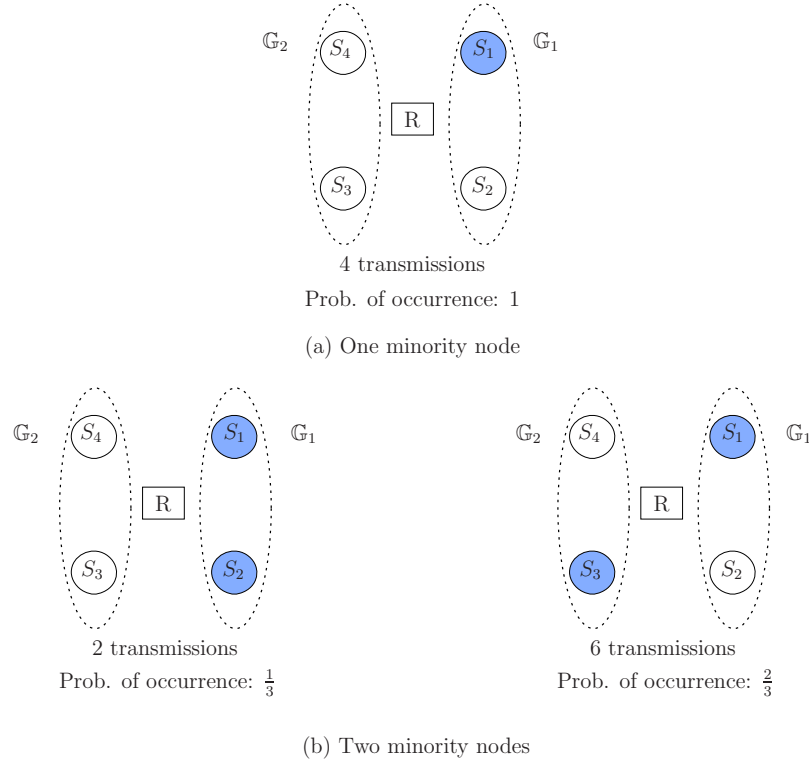 𝔾₂ S₄ S₁ 𝔾₁
R
S₃ S₂
4 transmissions
Prob. of occurrence: 1
(a) One minority node
𝔾₂ S₄ S₁ 𝔾₁
R
S₃ S₂
2 transmissions
Prob. of occurrence: 1/3
𝔾₂ S₄ S₁ 𝔾₁
R
S₃ S₂
6 transmissions
Prob. of occurrence: 2/3
(b) Two minority nodes